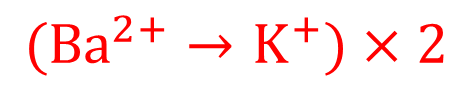 (Ba²⁺ → K⁺) × 2